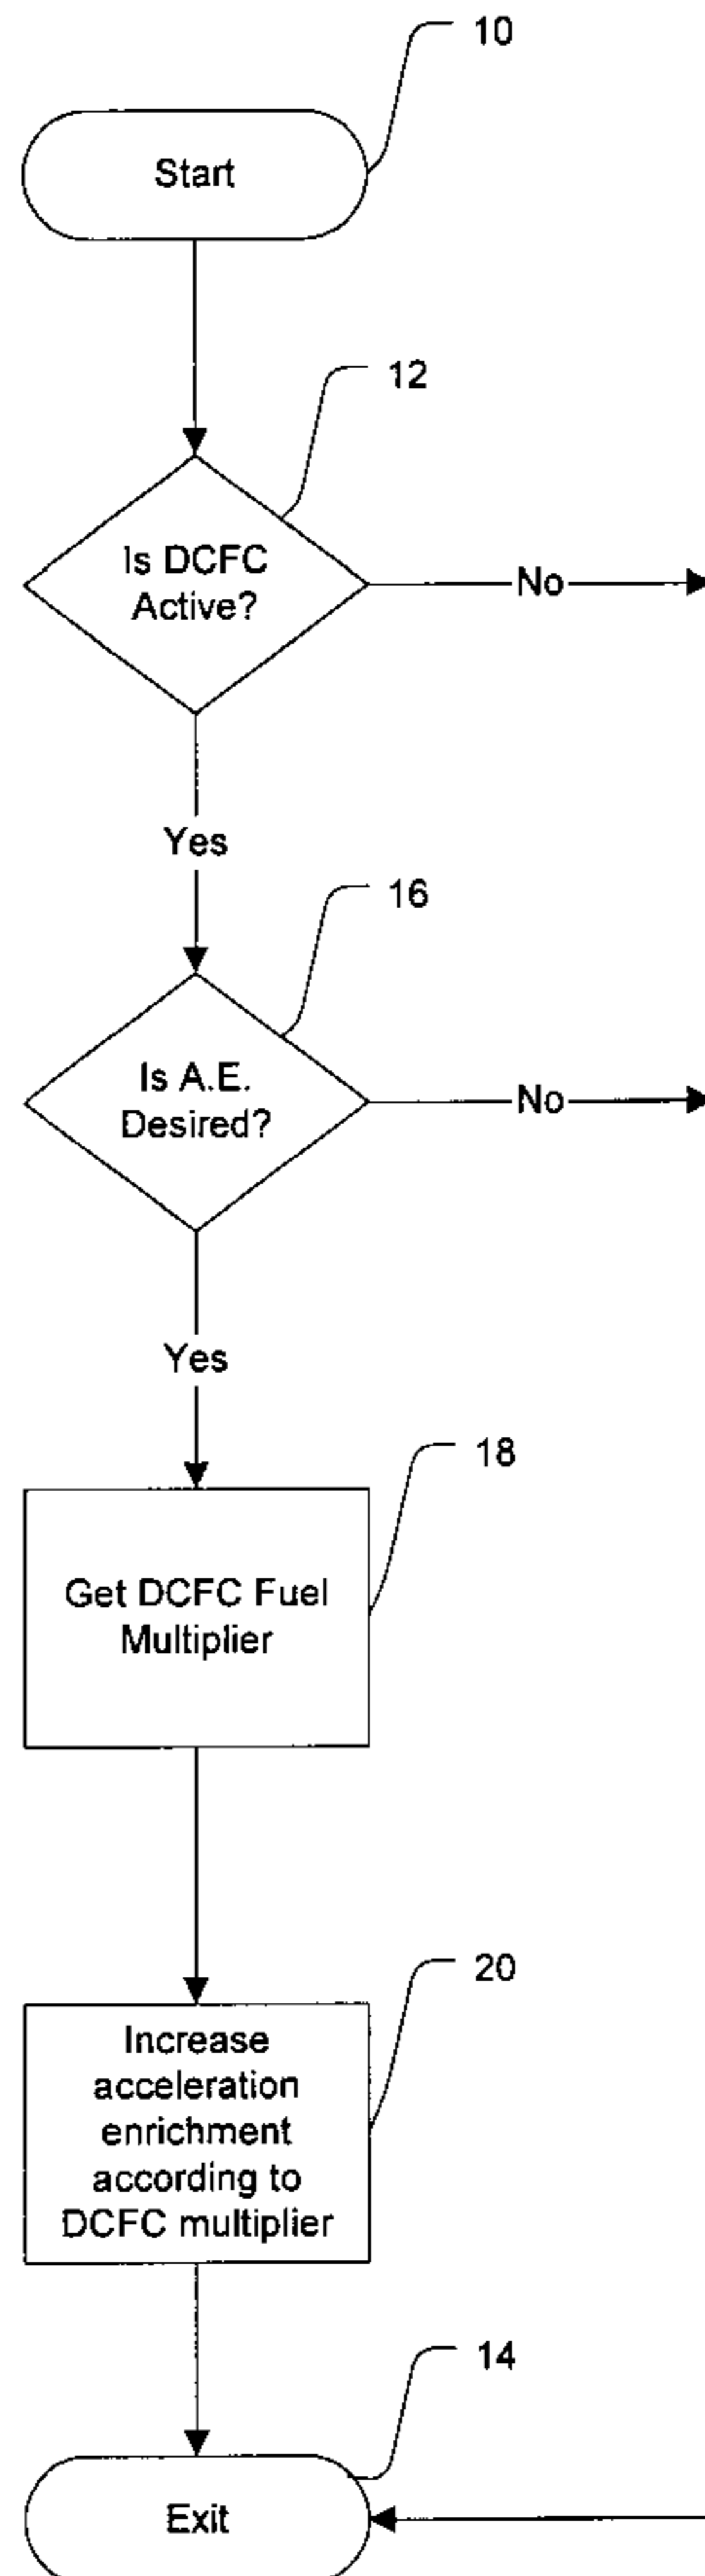 10
Start
12
Is DCFC
Active?
No
Yes
16
Is A.E.
Desired?
No
Yes
18
Get DCFC Fuel
Multiplier
20
Increase
acceleration
enrichment
according to
DCFC multiplier
14
Exit